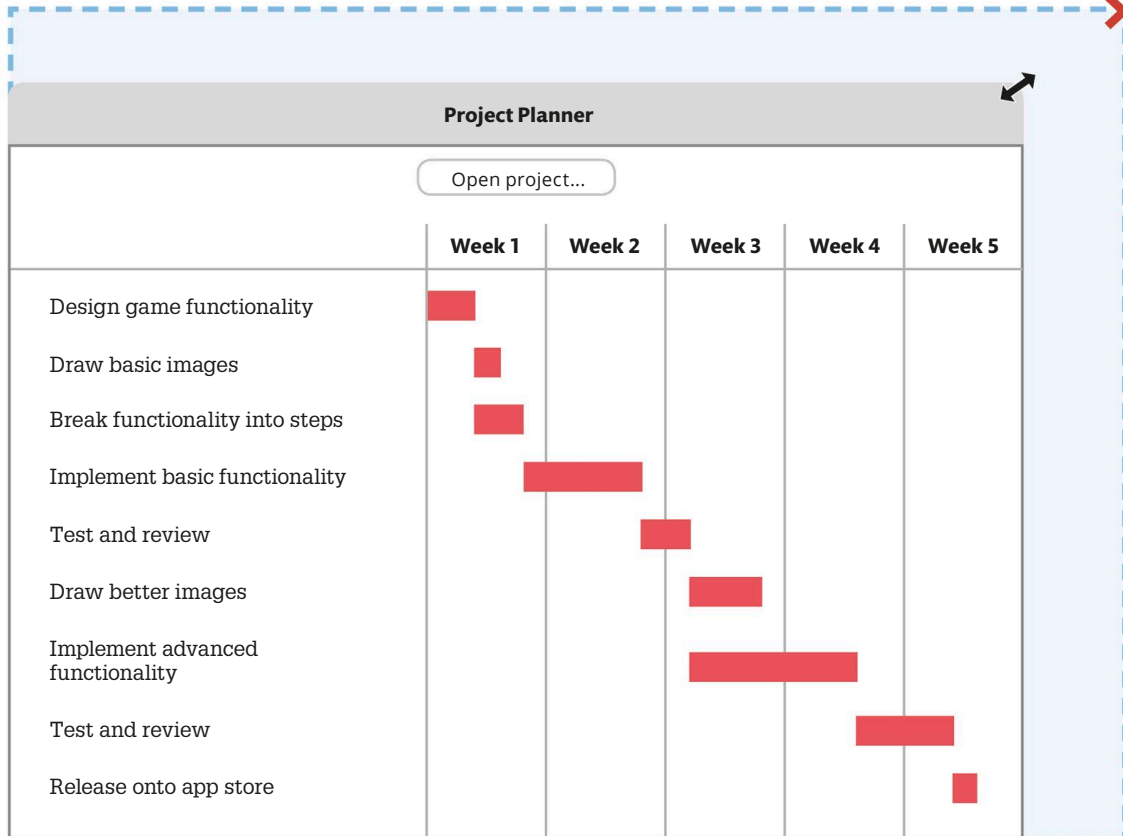 Project Planner
Open project...
Week 1 Week 2 Week 3 Week 4 Week 5
Design game functionality
Draw basic images
Break functionality into steps
Implement basic functionality
Test and review
Draw better images
Implement advanced
functionality
Test and review
Release onto app store